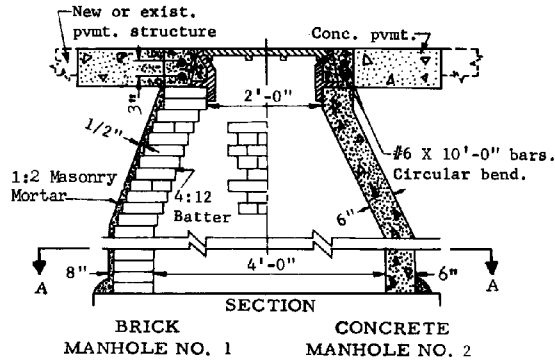 New or exist.
pvmt. structure
Conc. pvmt.
3"
2'-0"
1/2"
#6 X 10'-0" bars.
Circular bend.
1:2 Masonry
Mortar
4:12
Batter
6"
A
8"
4'-0"
6"
A
SECTION
BRICK
MANHOLE NO. 1
CONCRETE
MANHOLE NO. 2